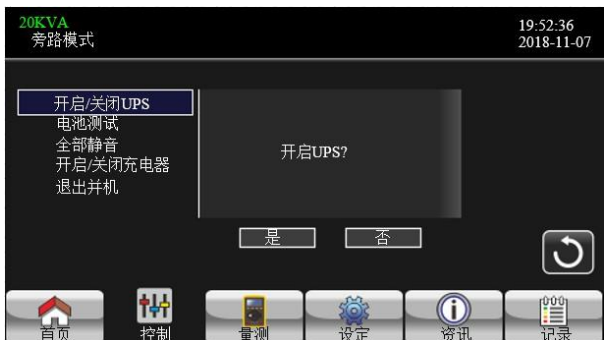 20KVA
旁路模式
19:52:36
2018-11-07
开启/关闭UPS
电池测试
全部静音
开启/关闭充电器
退出并机
开启UPS?
是
否
首页
控制
量测
设定
资讯
记录